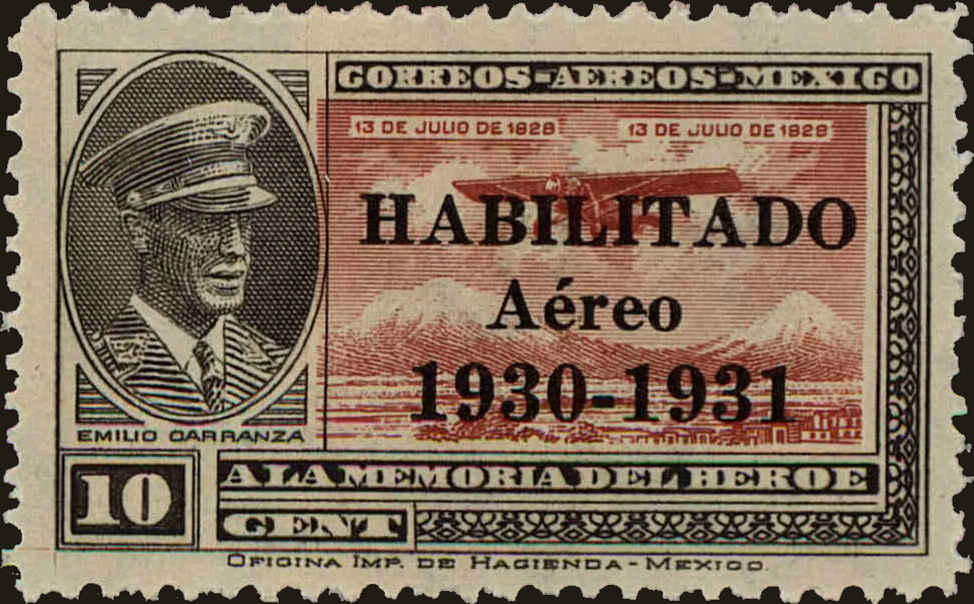 CORREOS-AEREOS-MEXICO
13 DE JULIO DE 1928 13 DE JULIO DE 1928
HABILITADO
Aéreo
1930-1931
EMILIO CARRANZA
10
A LA MEMORIA DEL HEROE
CENT
OFICINA IMP. DE HACIENDA-MEXICO.